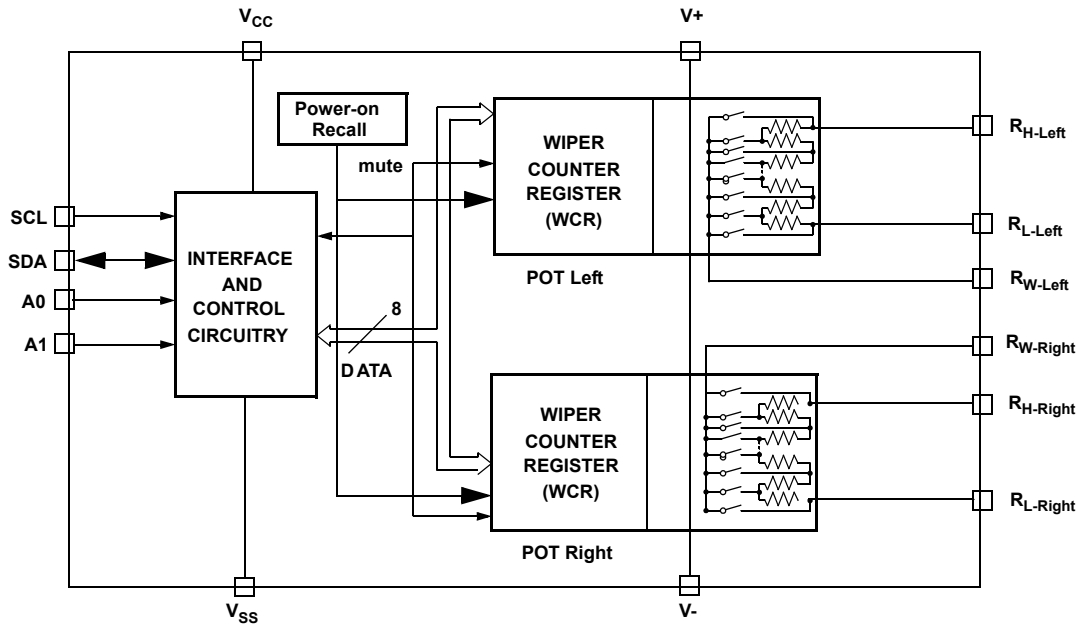 VCC
V+
Power-on
Recall
mute
WIPER
COUNTER
REGISTER
(WCR)
POT Left
RH-Left
RL-Left
RW-Left
SCL
SDA
A0
A1
INTERFACE
AND
CONTROL
CIRCUITRY
8
DATA
WIPER
COUNTER
REGISTER
(WCR)
POT Right
RW-Right
RH-Right
RL-Right
VSS
V-